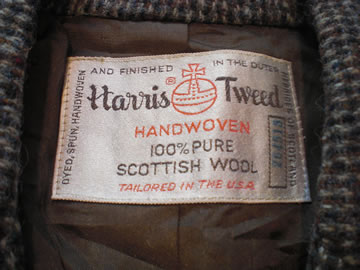 DYED, SPUN, HANDWOVEN
AND FINISHED IN THE OUTER
Harris Tweed
®
HANDWOVEN
100% PURE
SCOTTISH WOOL
TAILORED IN THE U.S.A.